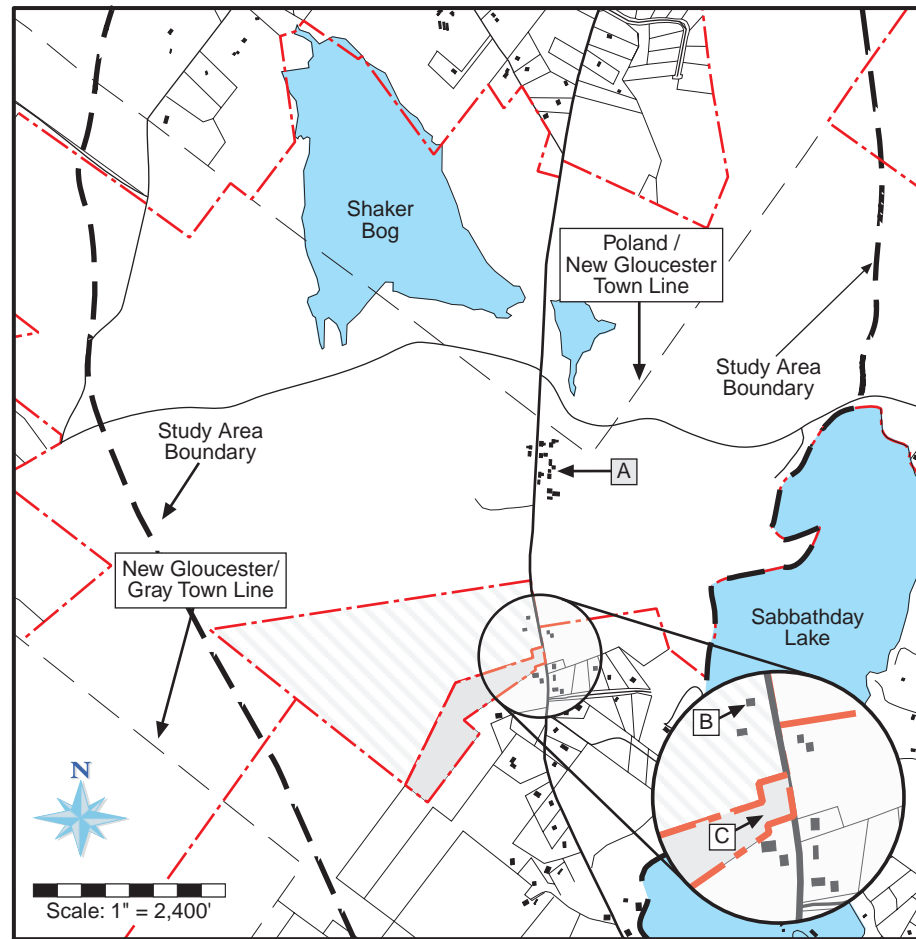 Shaker
Bog
Poland /
New Gloucester
Town Line
Study Area
Boundary
Study Area
Boundary
A
New Gloucester/
Gray Town Line
Sabbathday
Lake
B
C
N
Scale: 1" = 2,400'